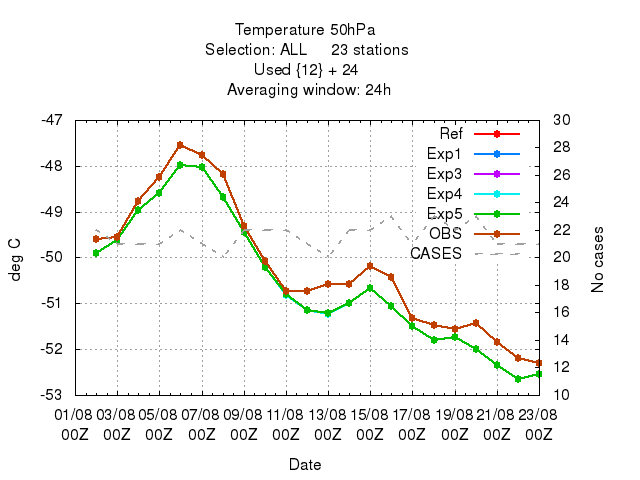 Temperature 50hPa
Selection: ALL 23 stations
Used {12} + 24
Averaging window: 24h
-47
-48
-49
-50
-51
-52
-53
deg C
30
28
26
24
22
20
18
16
14
12
10
No cases
Ref
Exp1
Exp3
Exp4
Exp5
OBS
CASES
01/08 03/08 05/08 07/08 09/08 11/08 13/08 15/08 17/08 19/08 21/08 23/08
00Z 00Z 00Z 00Z 00Z 00Z 00Z 00Z 00Z 00Z 00Z 00Z
Date